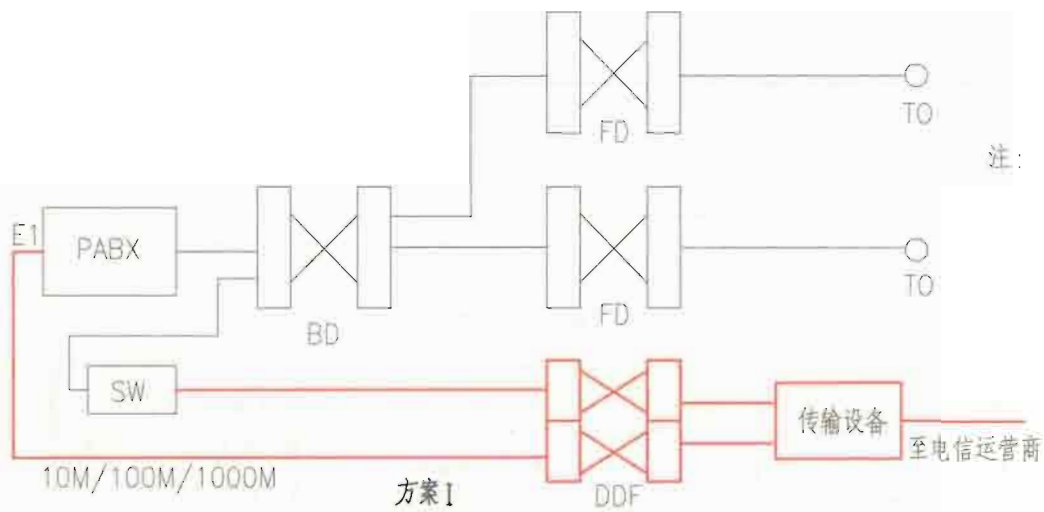 FD
TO
注:
E1
PABX
BD
FD
TO
SW
传输设备
至电信运营商
10M/100M/1000M
方案I
DDF